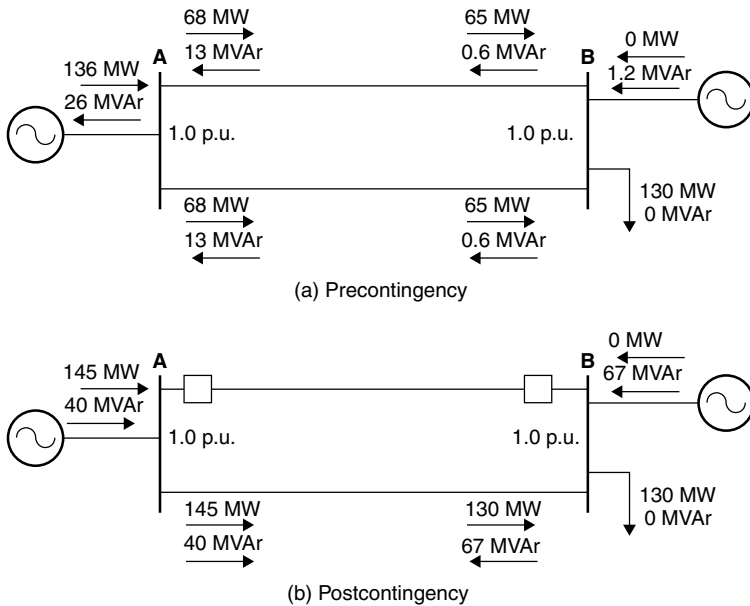 68 MW
65 MW
0 MW
A
13 MVAr
0.6 MVAr
B
136 MW
1.2 MVAr
26 MVAr
1.0 p.u.
1.0 p.u.
68 MW
65 MW
130 MW
0 MVAr
13 MVAr
0.6 MVAr
(a) Precontingency
A
B
0 MW
145 MW
67 MVAr
40 MVAr
1.0 p.u.
1.0 p.u.
145 MW
130 MW
130 MW
0 MVAr
40 MVAr
67 MVAr
(b) Postcontingency